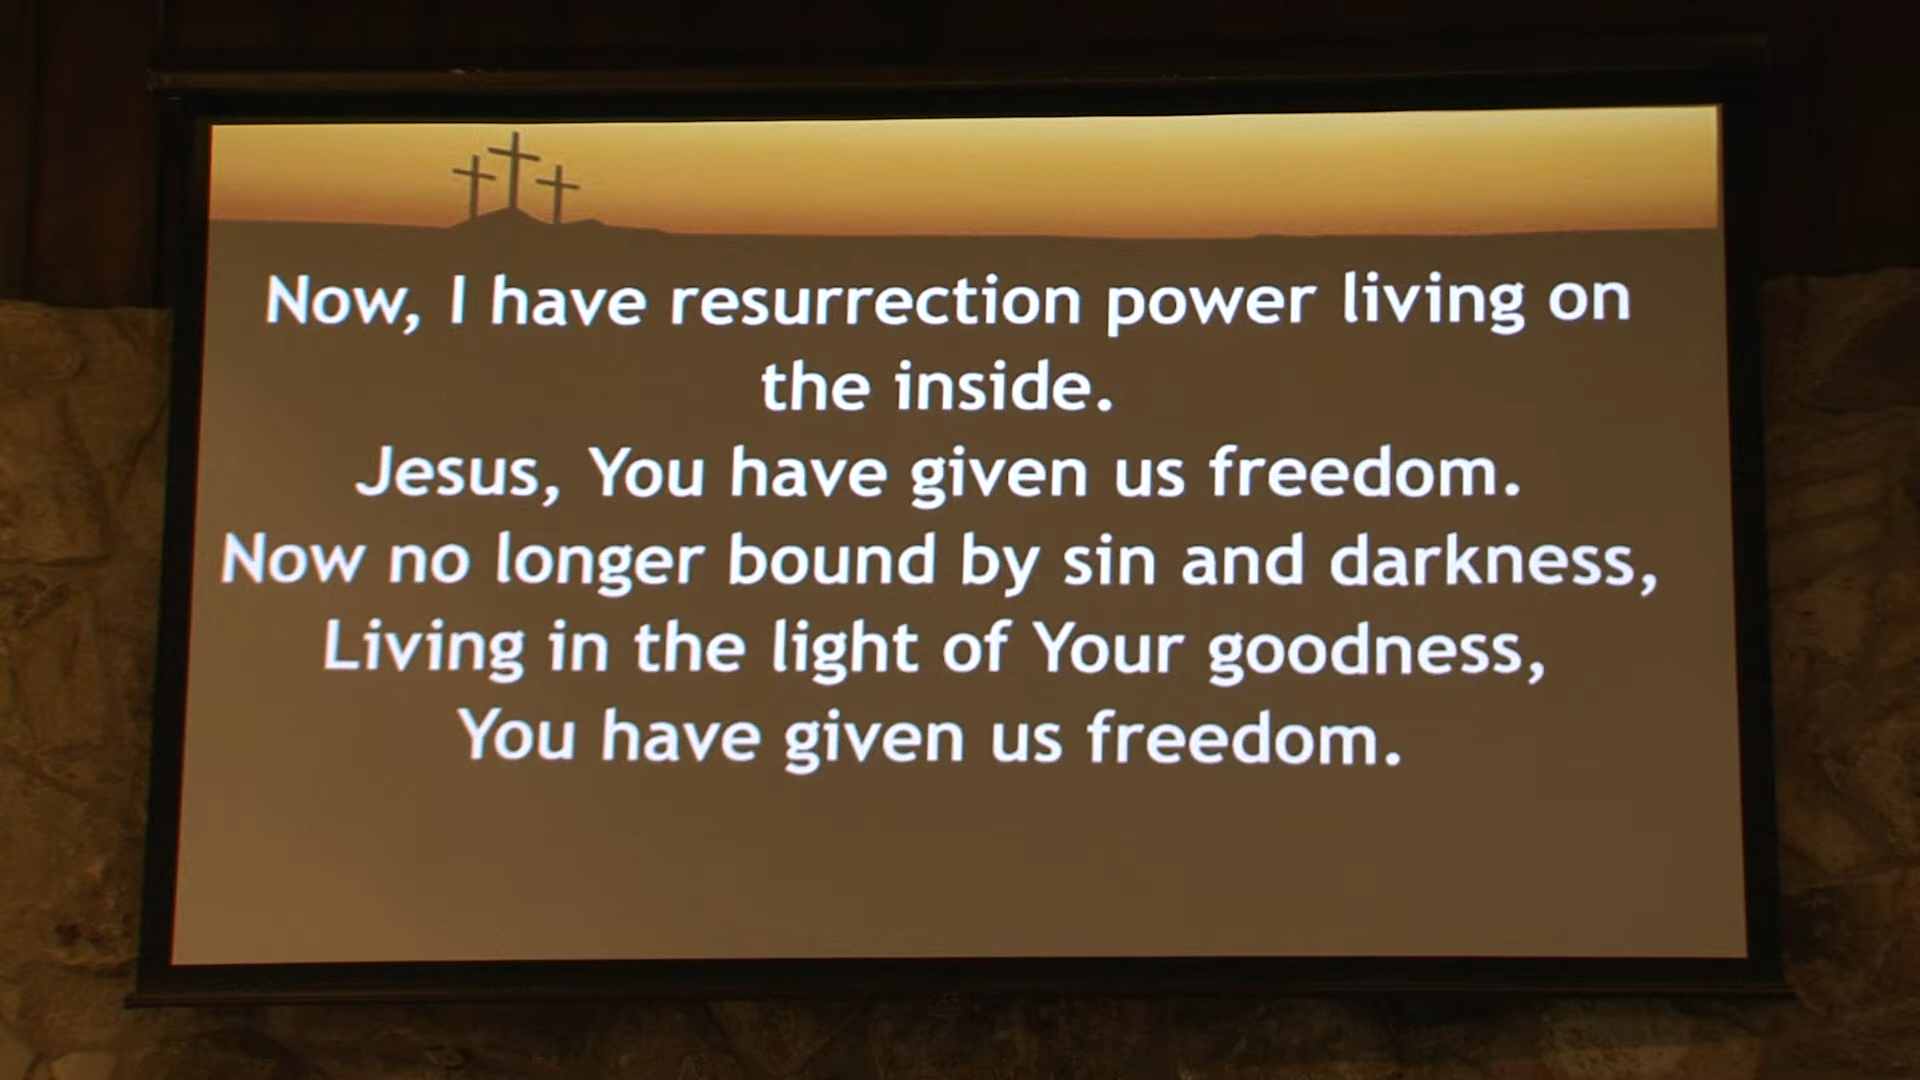 Now, I have resurrection power living on
the inside.
Jesus, You have given us freedom.
Now no longer bound by sin and darkness,
Living in the light of Your goodness,
You have given us freedom.